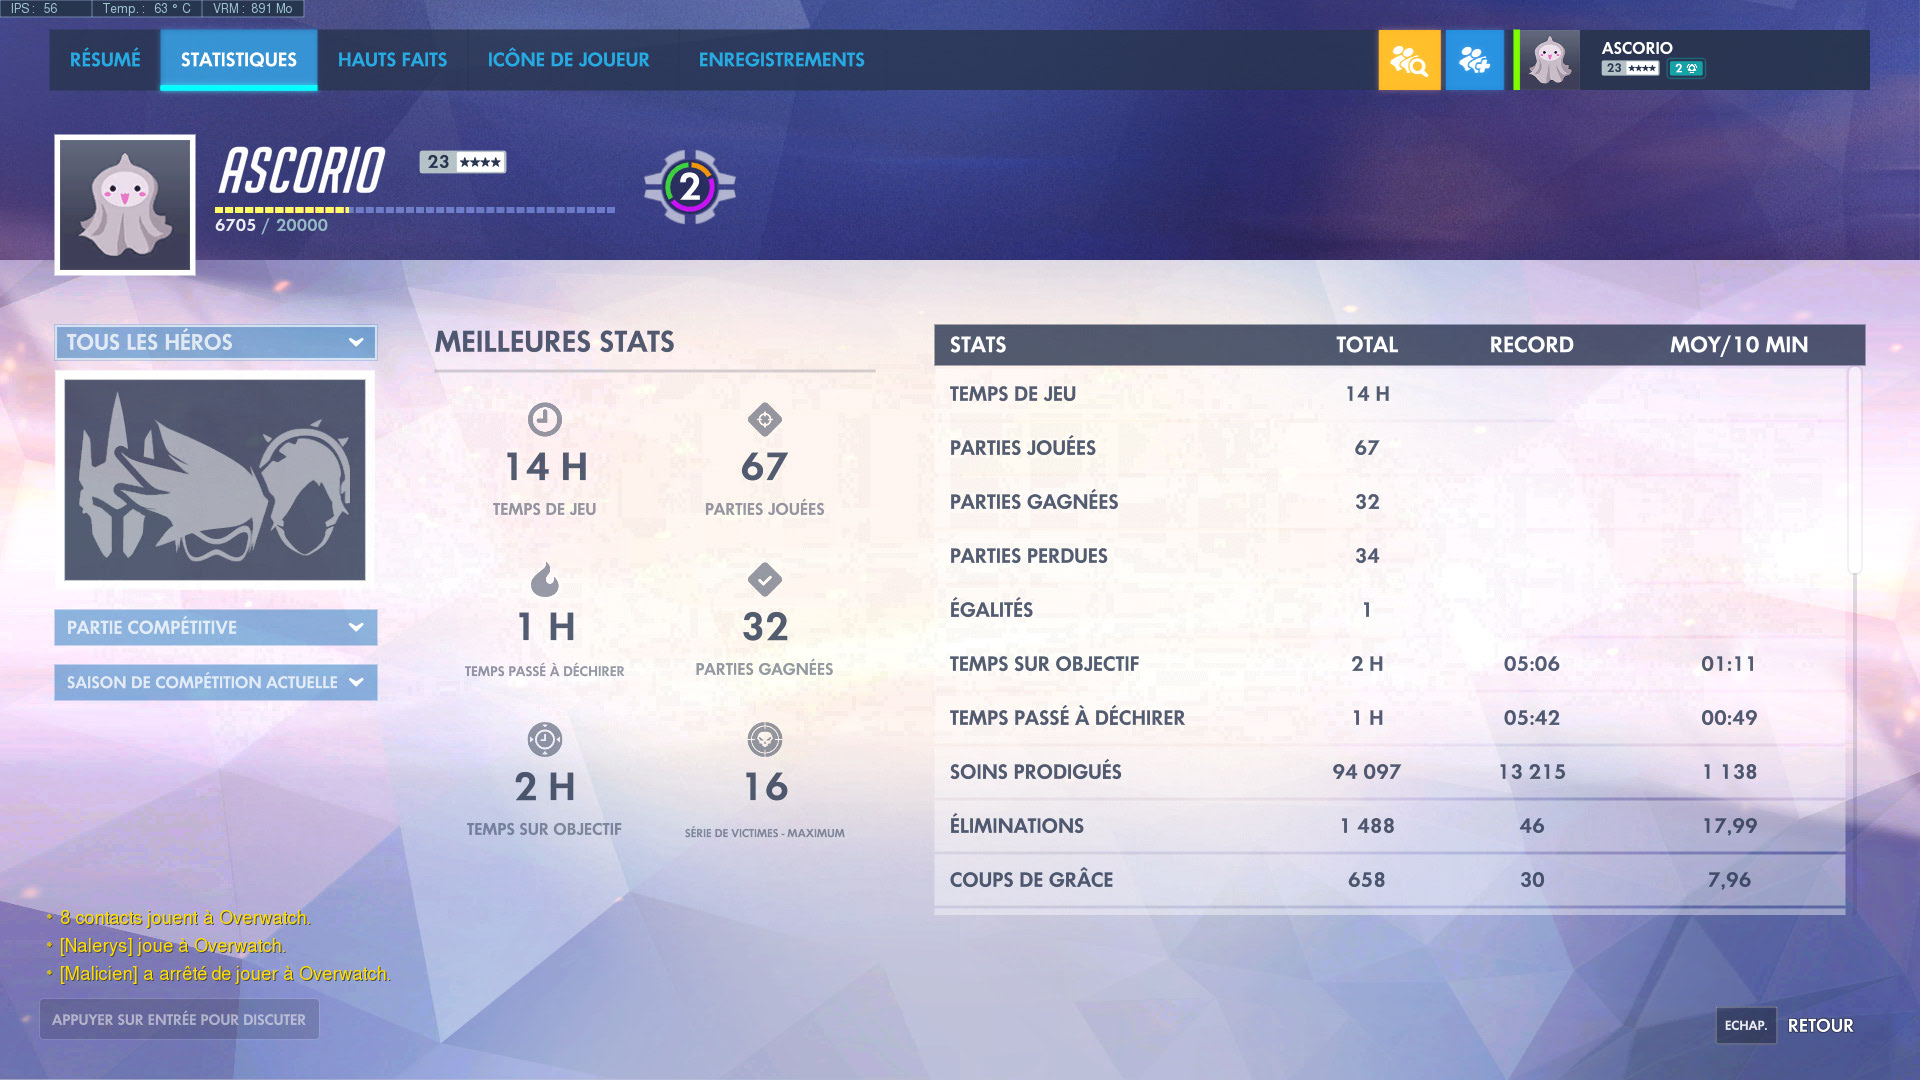 IPS : 56 Temp. : 63 ° C VRM : 891 Mo
RÉSUMÉ STATISTIQUES HAUTS FAITS ICÔNE DE JOUEUR ENREGISTREMENTS
ASCORIO
23 ★★★★ 2
ASCORIO 23 ★★★★
6705 / 20000
2
TOUS LES HÉROS
PARTIE COMPÉTITIVE
SAISON DE COMPÉTITION ACTUELLE
MEILLEURES STATS
14 H 67
TEMPS DE JEU PARTIES JOUÉES
1 H 32
TEMPS PASSÉ À DÉCHIRER PARTIES GAGNÉES
2 H 16
TEMPS SUR OBJECTIF SÉRIE DE VICTIMES - MAXIMUM
STATS TOTAL RECORD MOY/10 MIN
TEMPS DE JEU 14 H
PARTIES JOUÉES 67
PARTIES GAGNÉES 32
PARTIES PERDUES 34
ÉGALITÉS 1
TEMPS SUR OBJECTIF 2 H 05:06 01:11
TEMPS PASSÉ À DÉCHIRER 1 H 05:42 00:49
SOINS PRODIGUÉS 94 097 13 215 1 138
ÉLIMINATIONS 1 488 46 17,99
COUPS DE GRÂCE 658 30 7,96
• 8 contacts jouent à Overwatch.
• [Nalerys] joue à Overwatch.
• [Malicien] a arrêté de jouer à Overwatch.
APPUYER SUR ENTRÉE POUR DISCUTER
ECHAP. RETOUR